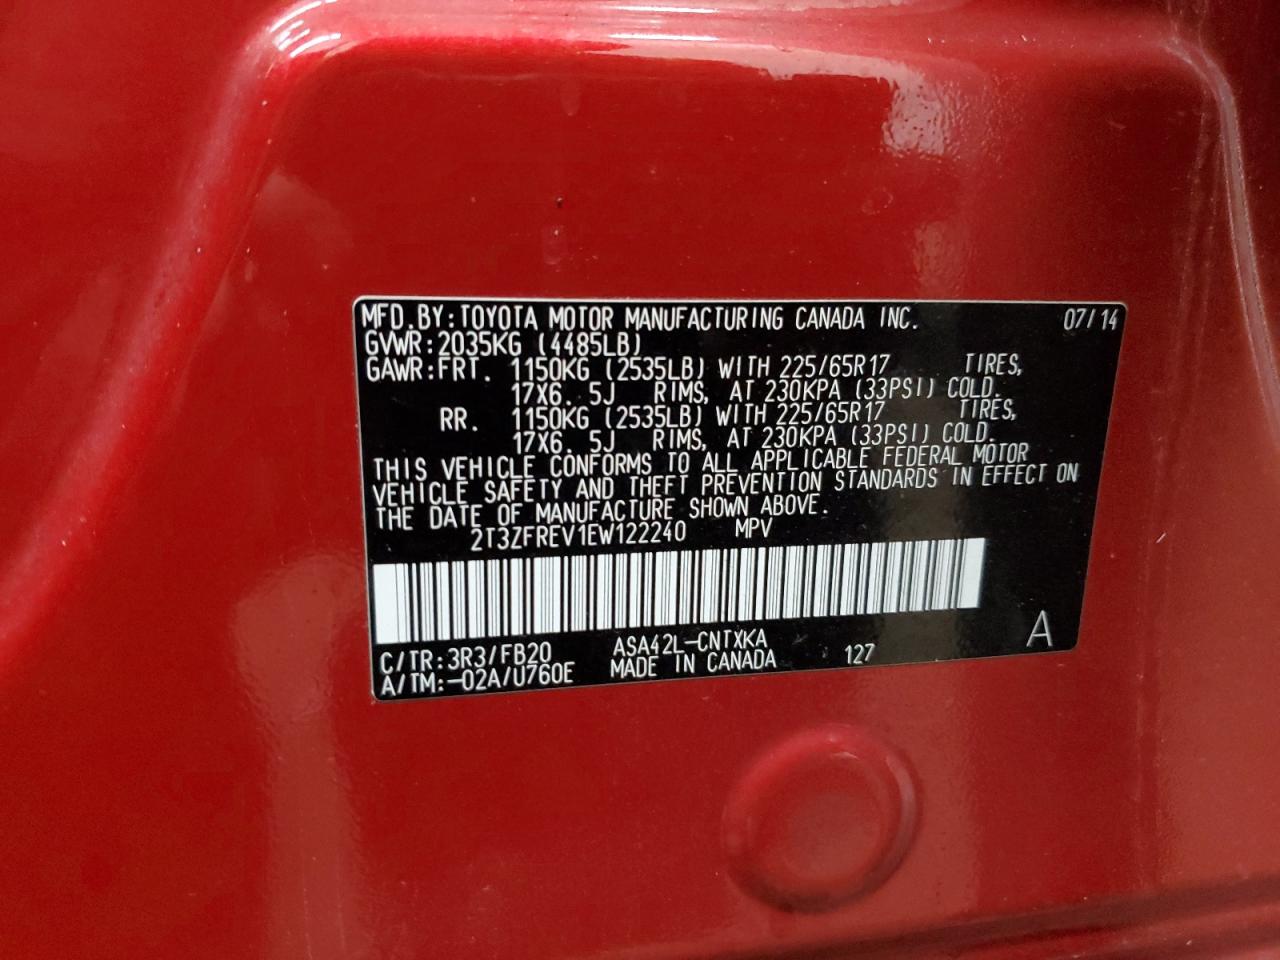 MFD. BY: TOYOTA MOTOR MANUFACTURING CANADA INC. 07/14
GVWR: 2035KG (4485LB)
GAWR: FRT. 1150KG (2535LB) WITH 225/65R17 TIRES,
17X6. 5J RIMS, AT 230KPA (33PSI) COLD.
RR. 1150KG (2535LB) WITH 225/65R17 TIRES,
17X6. 5J RIMS, AT 230KPA (33PSI) COLD.
THIS VEHICLE CONFORMS TO ALL APPLICABLE FEDERAL MOTOR
VEHICLE SAFETY AND THEFT PREVENTION STANDARDS IN EFFECT ON
THE DATE OF MANUFACTURE SHOWN ABOVE.
2T3ZFREV1EW122240 MPV
C/TR: 3R3/FB20 ASA42L-CNTXKA 127 A
A/TM:-02A/U760E MADE IN CANADA